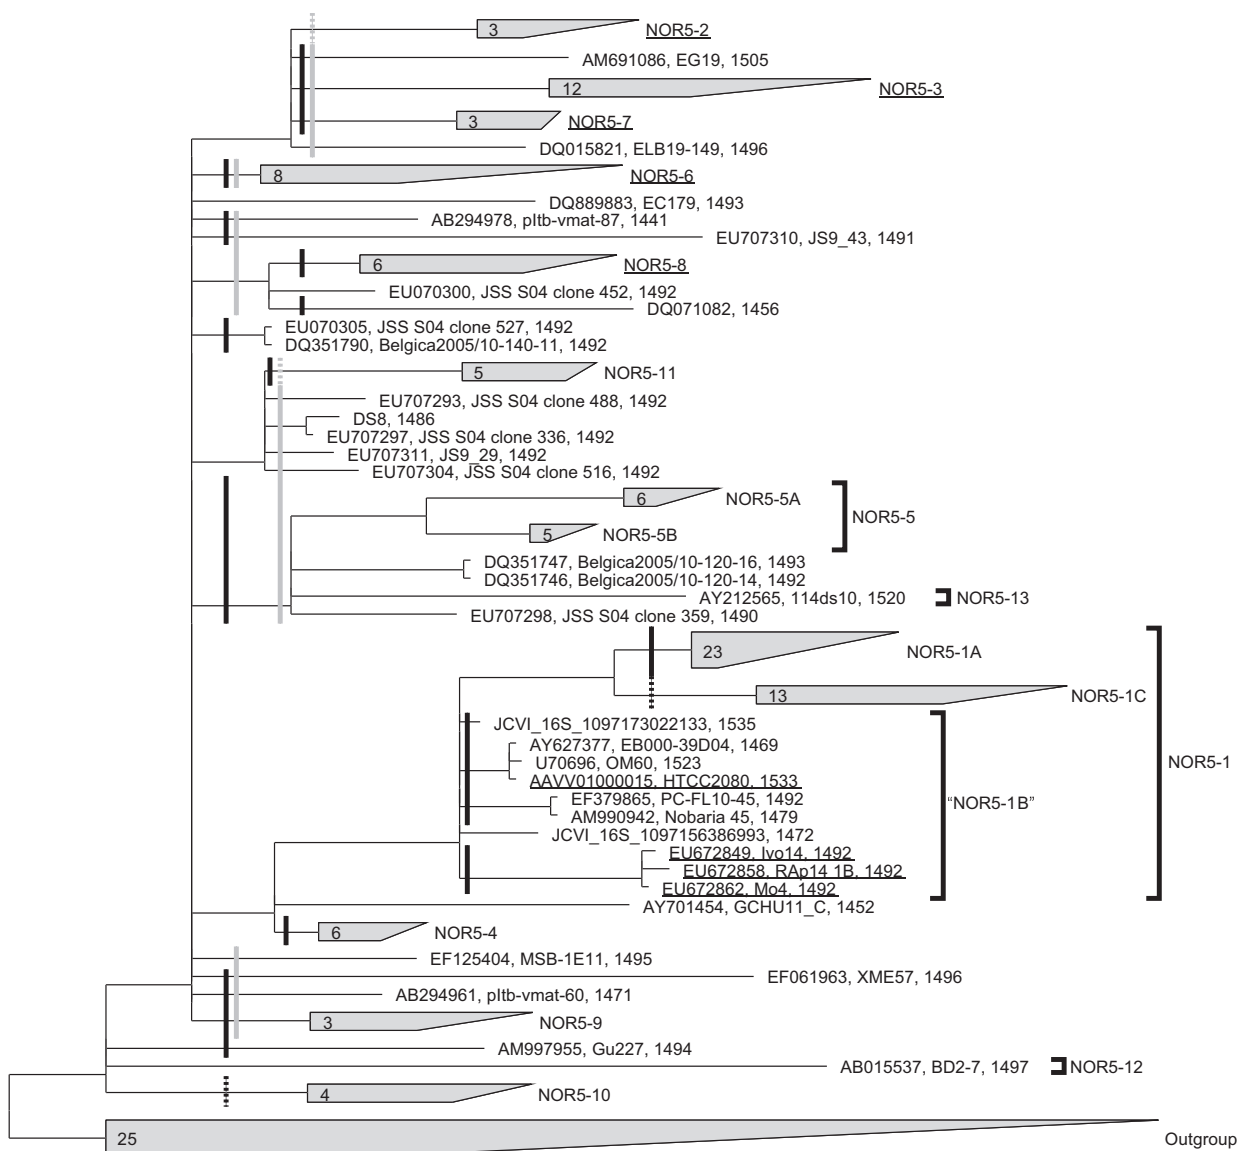 3 NOR5-2
AM691086, EG19, 1505
12 NOR5-3
3 NOR5-7
DQ015821, ELB19-149, 1496
8 NOR5-6
DQ889883, EC179, 1493
AB294978, pItb-vmat-87, 1441
EU707310, JS9_43, 1491
6 NOR5-8
EU070300, JSS S04 clone 452, 1492
DQ071082, 1456
EU070305, JSS S04 clone 527, 1492
DQ351790, Belgica2005/10-140-11, 1492
5 NOR5-11
EU707293, JSS S04 clone 488, 1492
DS8, 1486
EU707297, JSS S04 clone 336, 1492
EU707311, JS9_29, 1492
EU707304, JSS S04 clone 516, 1492
6 NOR5-5A
NOR5-5
5 NOR5-5B
DQ351747, Belgica2005/10-120-16, 1493
DQ351746, Belgica2005/10-120-14, 1492
AY212565, 114ds10, 1520 NOR5-13
EU707298, JSS S04 clone 359, 1490
23 NOR5-1A
13 NOR5-1C
JCVI_16S_1097173022133, 1535
AY627377, EB000-39D04, 1469
U70696, OM60, 1523
NOR5-1
AAVV01000015, HTCC2080, 1533
EF379865, PC-FL10-45, 1492
"NOR5-1B"
AM990942, Nobaria 45, 1479
JCVI_16S_1097156386993, 1472
EU672849, Ivo14, 1492
EU672858, RAp14 1B, 1492
EU672862, Mo4, 1492
AY701454, GCHU11_C, 1452
6 NOR5-4
EF125404, MSB-1E11, 1495
EF061963, XME57, 1496
AB294961, pItb-vmat-60, 1471
3 NOR5-9
AM997955, Gu227, 1494
AB015537, BD2-7, 1497 NOR5-12
4 NOR5-10
25 Outgroup